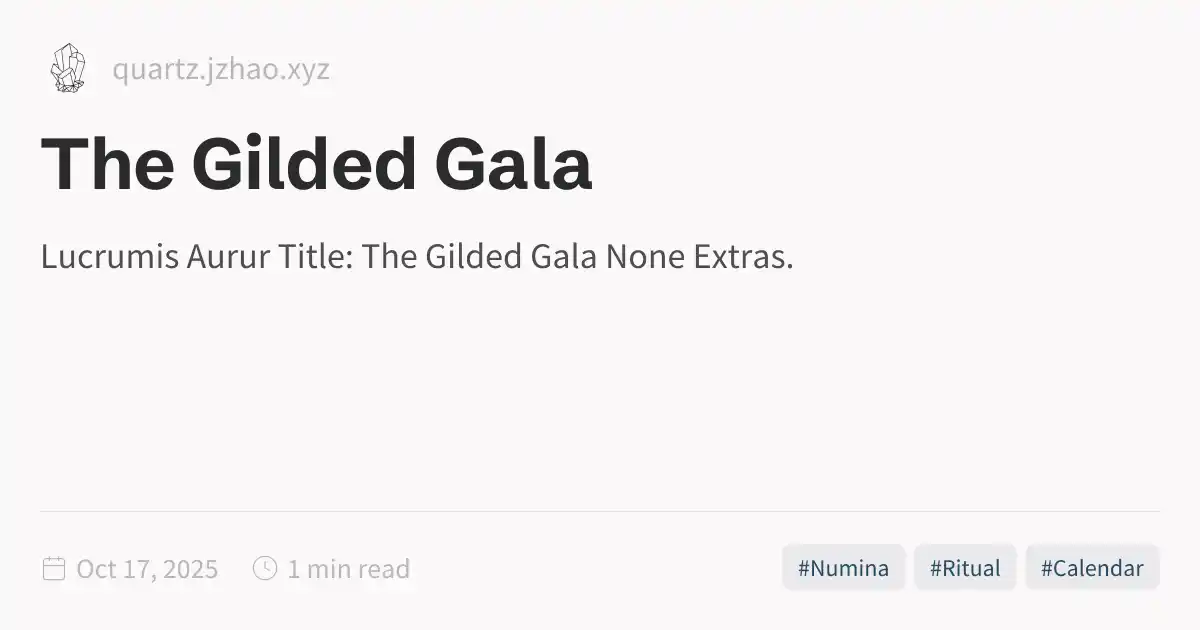 quartz.jzhao.xyz
The Gilded Gala
Lucrumis Aurur Title: The Gilded Gala None Extras.
Oct 17, 2025 1 min read #Numina #Ritual #Calendar